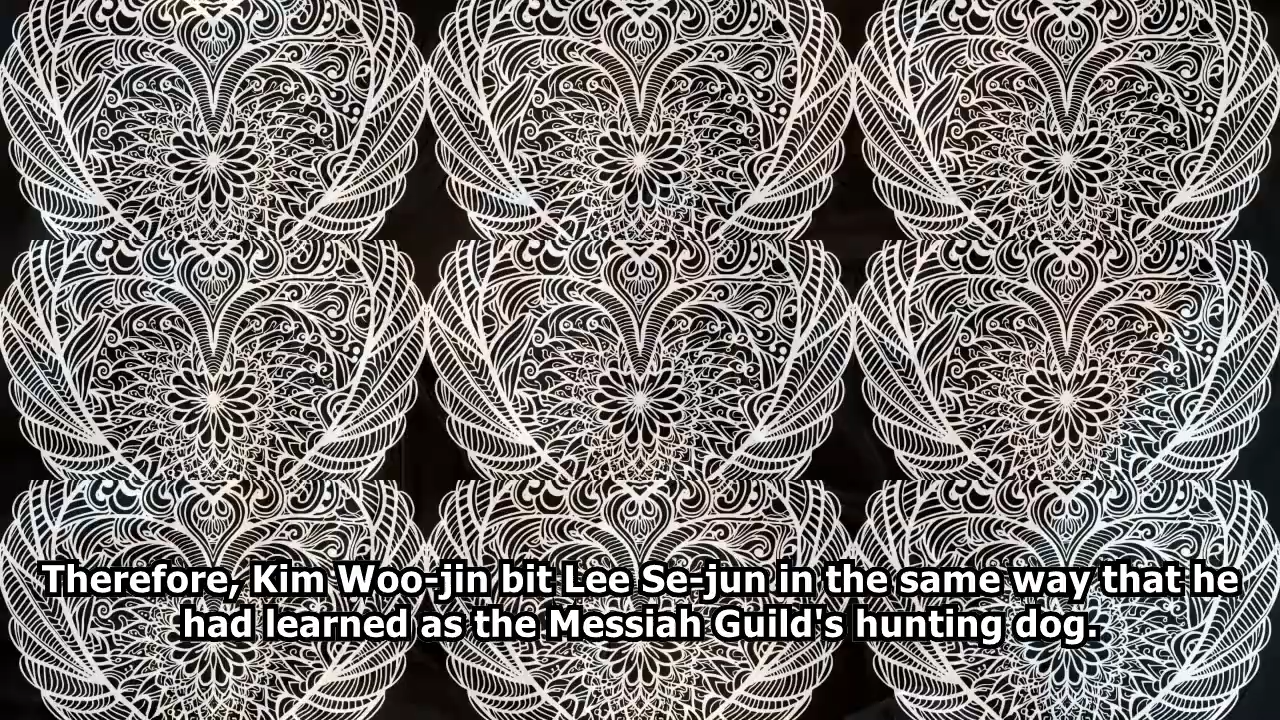 Therefore, Kim Woo-jin bit Lee Se-jun in the same way that he
had learned as the Messiah Guild's hunting dog.